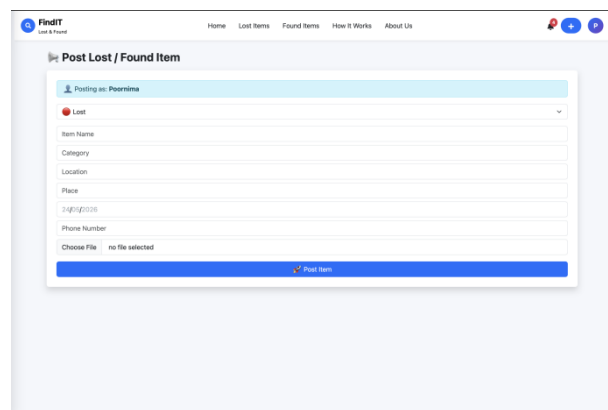 FindIT
Lost & Found
Home Lost Items Found Items How It Works About Us
+
P
Post Lost / Found Item
Posting as: Poornima
Lost
Item Name
Category
Location
Place
24/05/2026
Phone Number
Choose File no file selected
Post Item